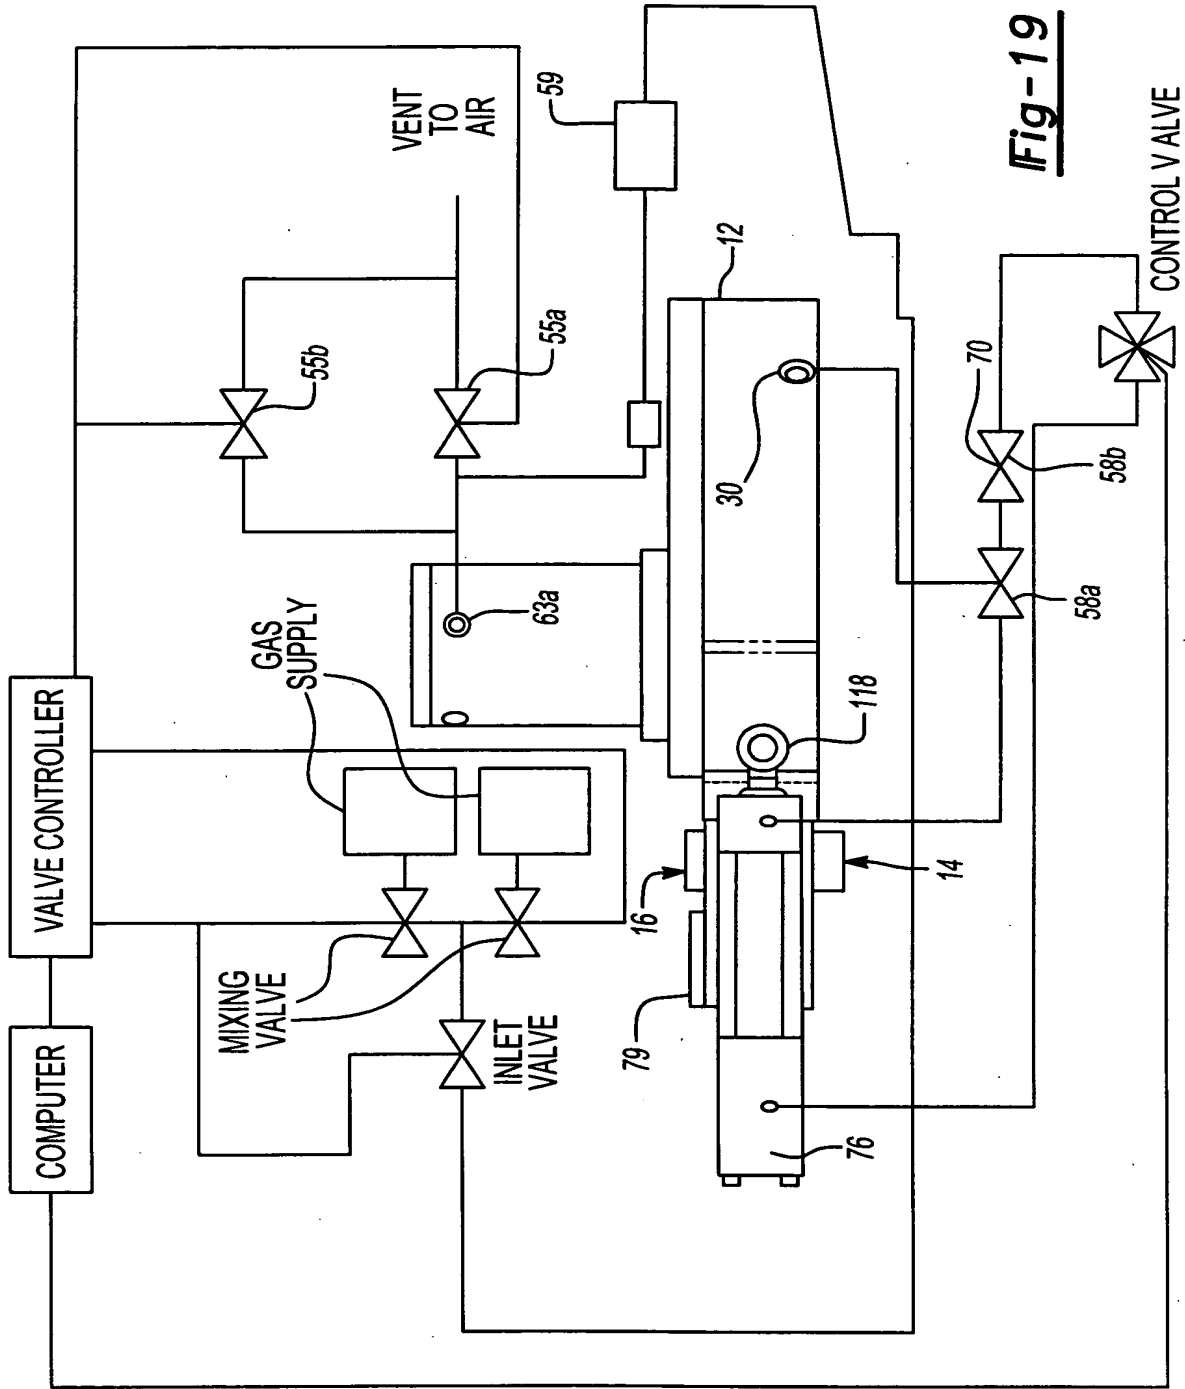 COMPUTER
VALVE CONTROLLER
MIXING
VALVE
GAS
SUPPLY
INLET
VALVE
VENT
TO
AIR
55b
55a
59
63a
12
30
16
79
118
14
76
70
58b
58a
CONTROL V ALVE
Fig-19